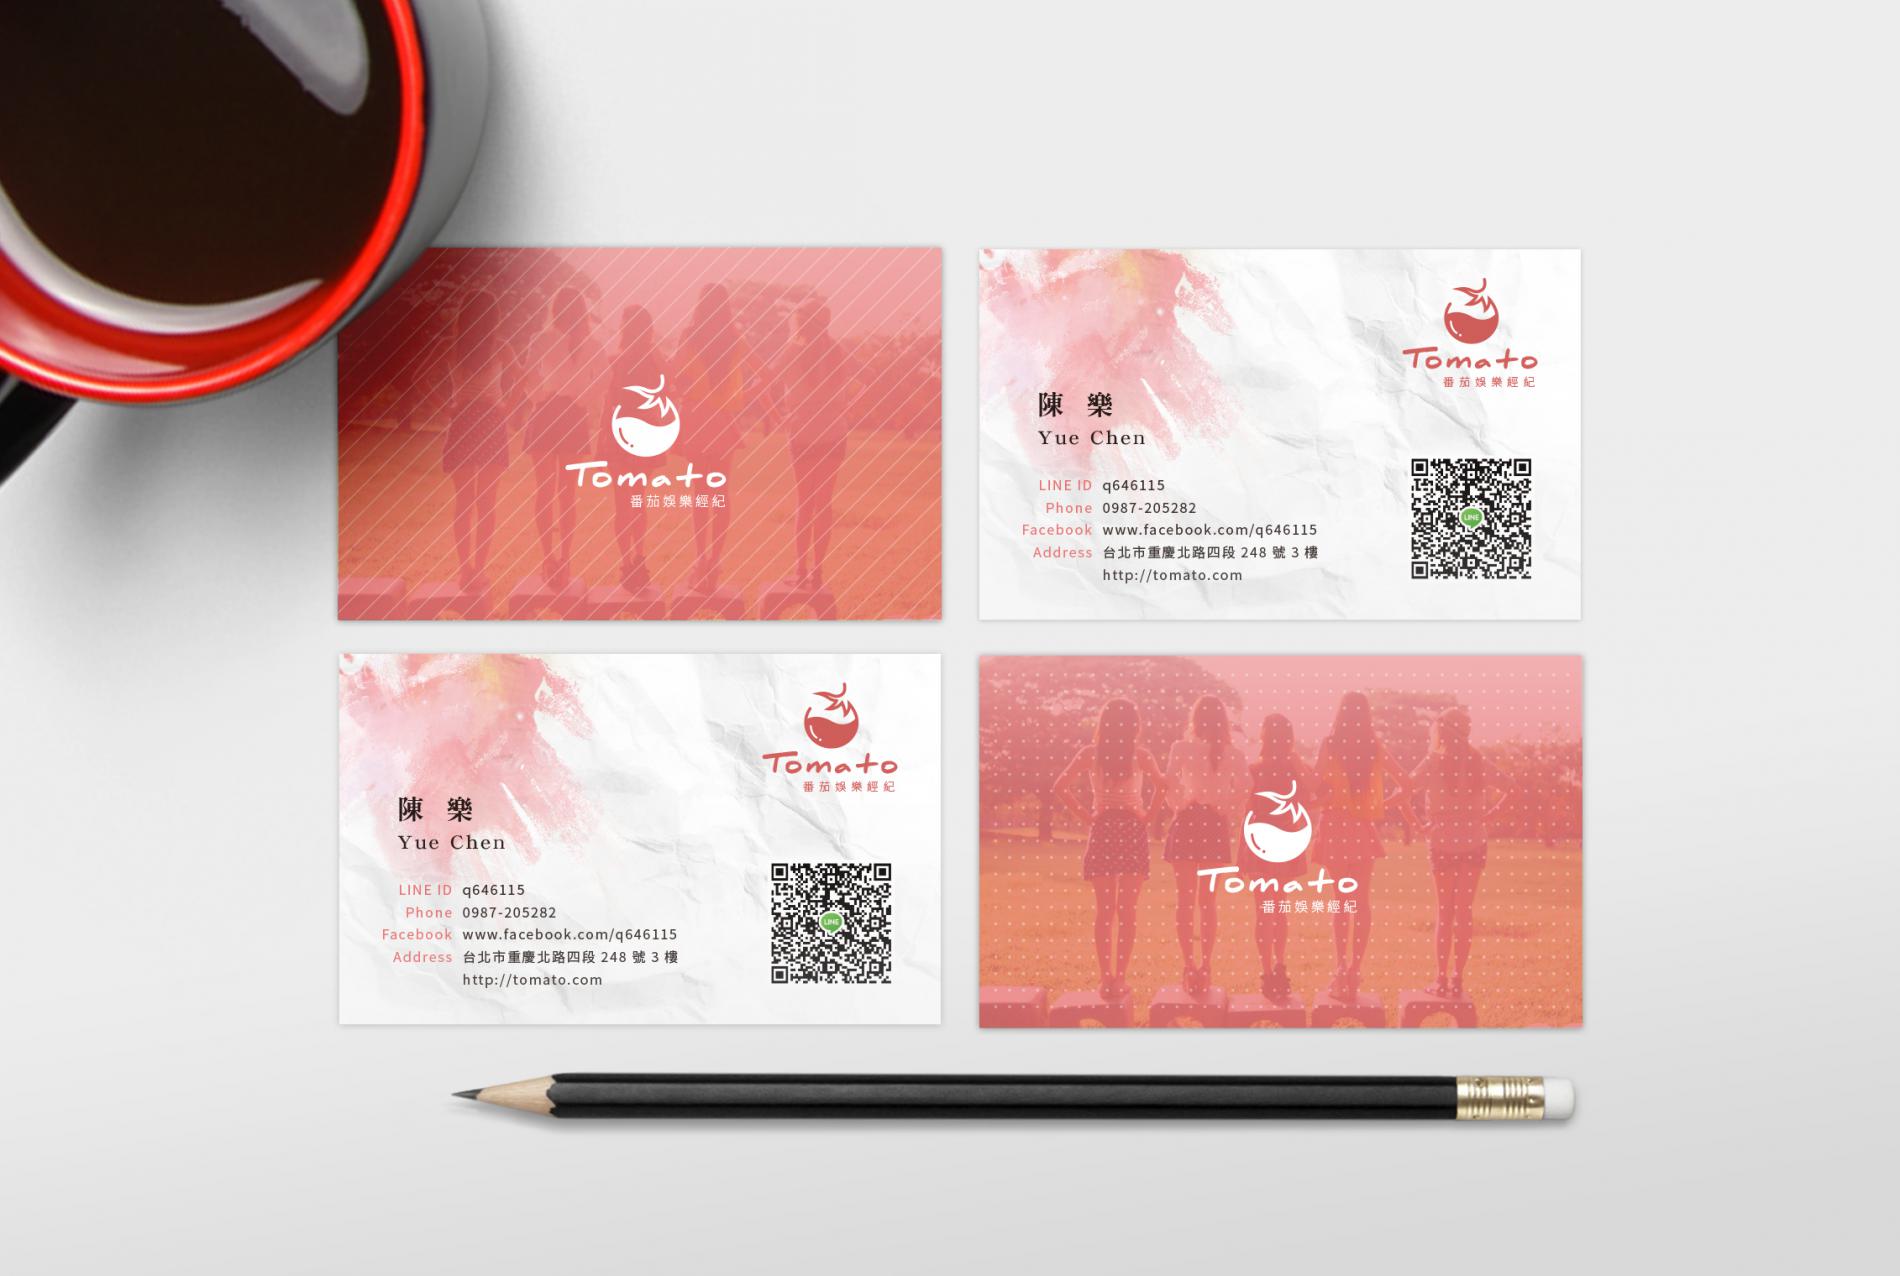 Tomato
番茄娛樂經紀
Tomato
番茄娛樂經紀
陳 樂
Yue Chen
LINE ID q646115
Phone 0987-205282
Facebook www.facebook.com/q646115
Address 台北市重慶北路四段 248 號 3 樓
http://tomato.com
LINE
Tomato
番茄娛樂經紀
陳 樂
Yue Chen
LINE ID q646115
Phone 0987-205282
Facebook www.facebook.com/q646115
Address 台北市重慶北路四段 248 號 3 樓
http://tomato.com
LINE
Tomato
番茄娛樂經紀